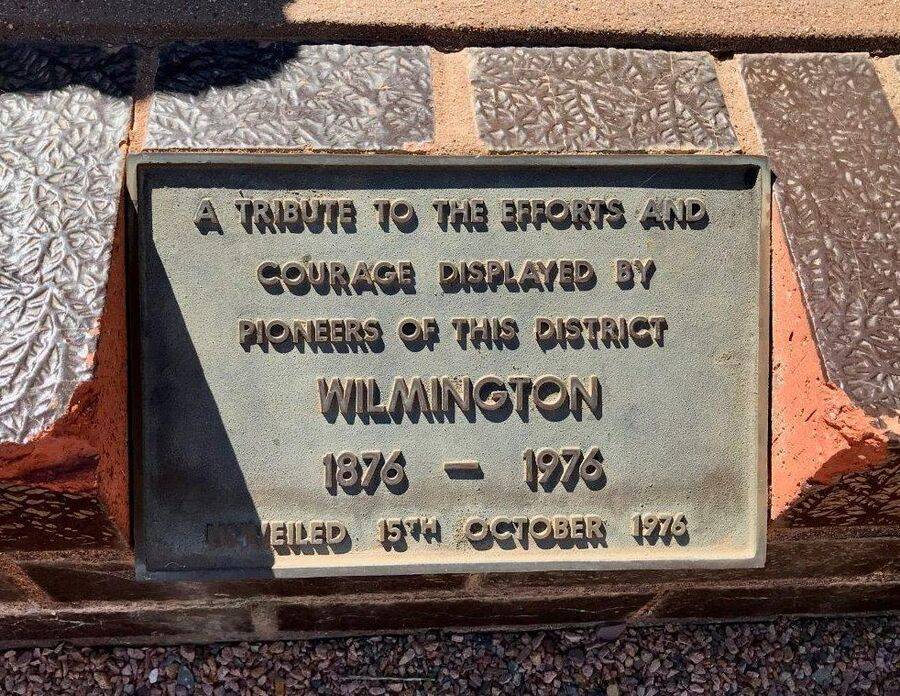 A TRIBUTE TO THE EFFORTS AND
COURAGE DISPLAYED BY
PIONEERS OF THIS DISTRICT
WILMINGTON
1876 – 1976
UNVEILED 15TH OCTOBER 1976